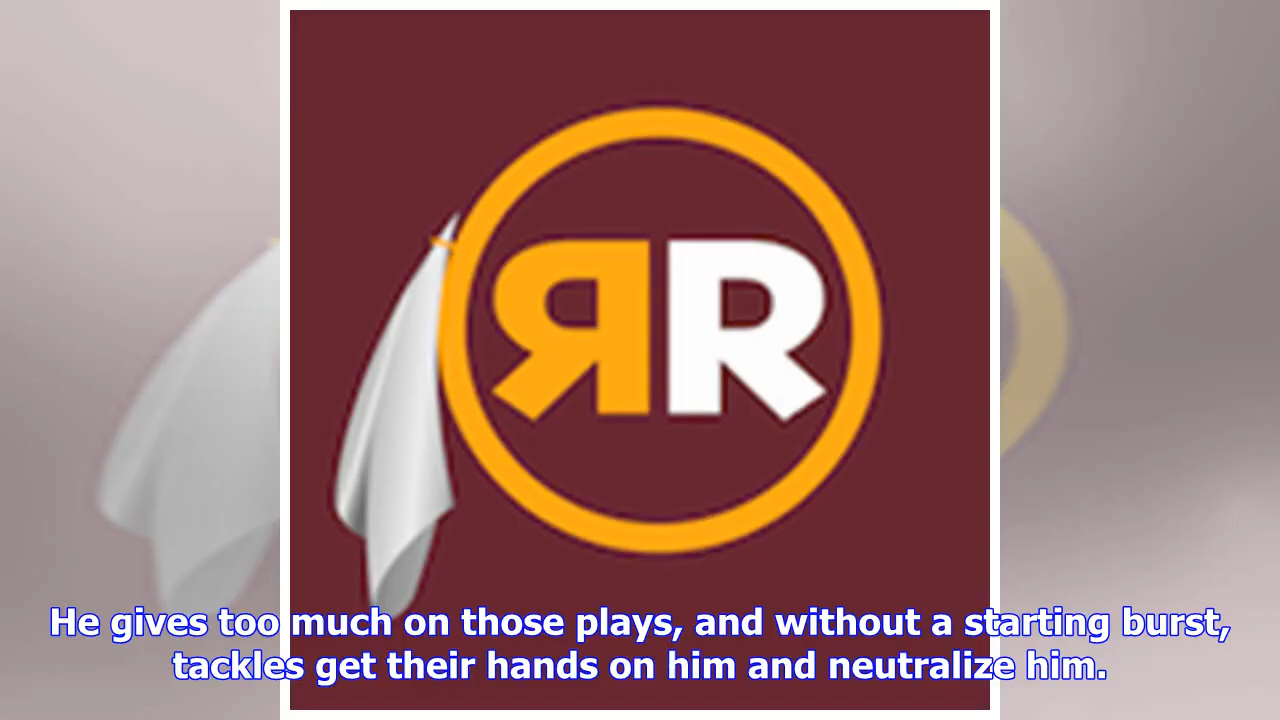 RR
He gives too much on those plays, and without a starting burst,
tackles get their hands on him and neutralize him.